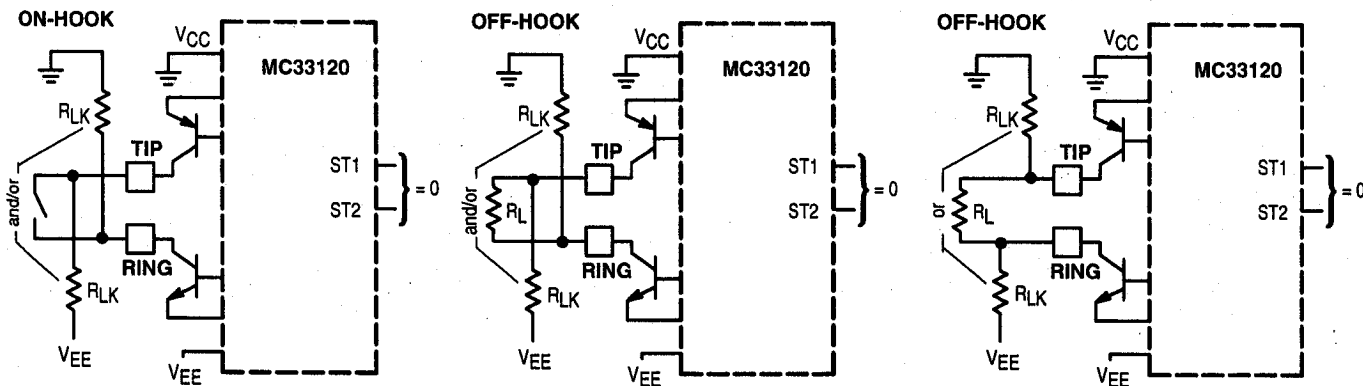 ON-HOOK
VCC
MC33120
RLK
TIP
and/or
ST1
ST2
= 0
RING
RLK
VEE
VEE
OFF-HOOK
VCC
MC33120
RLK
TIP
and/or
RL
ST1
ST2
= 0
RING
RLK
VEE
VEE
OFF-HOOK
VCC
MC33120
RLK
TIP
or
RL
ST1
ST2
= 0
RING
RLK
VEE
VEE